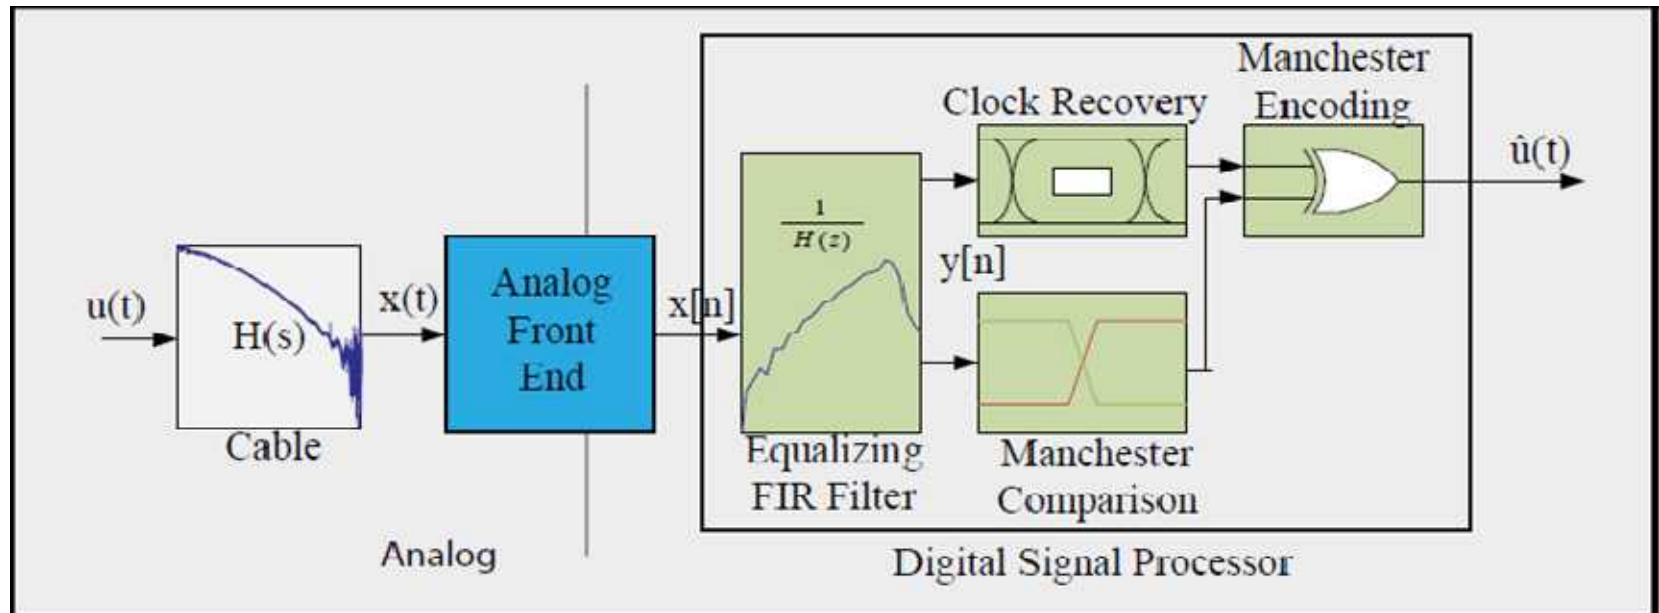 u(t)
H(s)
Cable
x(t)
Analog
Front
End
x[n]
Analog
1
H(z)
Equalizing
FIR Filter
Clock Recovery
y[n]
Manchester
Comparison
Manchester
Encoding
û(t)
Digital Signal Processor